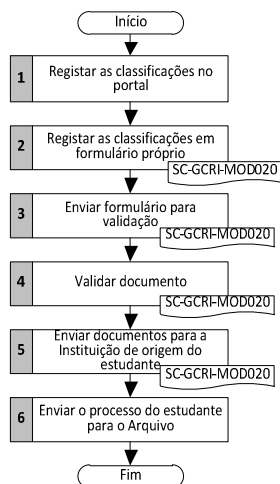 Início
1
Registar as classificações no
portal
2
Registar as classificações em
formulário próprio
SC-GCRI-MOD020
3
Enviar formulário para
validação
SC-GCRI-MOD020
4
Validar documento
SC-GCRI-MOD020
5
Enviar documentos para a
Instituição de origem do
estudante
SC-GCRI-MOD020
6
Enviar o processo do estudante
para o Arquivo
Fim